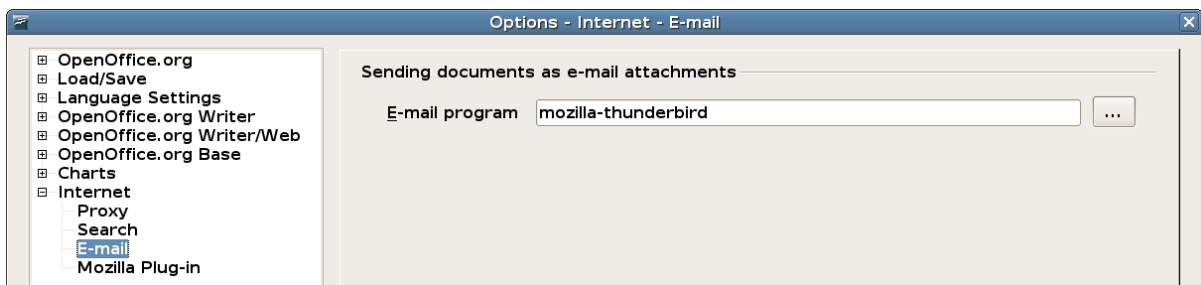 Options - Internet - E-mail
OpenOffice.org
Load/Save
Language Settings
OpenOffice.org Writer
OpenOffice.org Writer/Web
OpenOffice.org Base
Charts
Internet
Proxy
Search
E-mail
Mozilla Plug-in
Sending documents as e-mail attachments
E-mail program mozilla-thunderbird ...